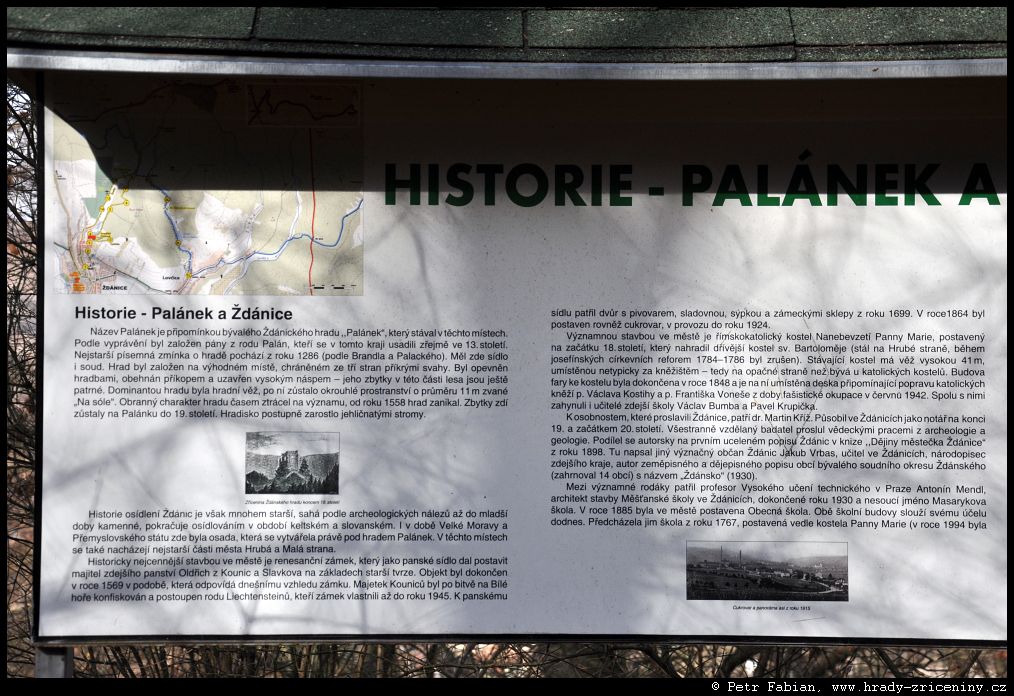 HISTORIE - PALÁNEK A
Lovčice
ŽDÁNICE
Historie - Palánek a Ždánice
Název Palánek je připomínkou bývalého Ždánického hradu ,,Palánek", který stával v těchto místech.
Podle vyprávění byl založen pány z rodu Palán, kteří se v tomto kraji usadili zřejmě ve 13. století.
Nejstarší písemná zmínka o hradě pochází z roku 1286 (podle Brandla a Palackého). Měl zde sídlo
i soud. Hrad byl založen na výhodném místě, chráněném ze tří stran příkrými svahy. Byl opevněn
hradbami, obehnán příkopem a uzavřen vysokým náspem – jeho zbytky v této části lesa jsou ještě
patrné. Dominantou hradu byla hradní věž, po ní zůstalo okrouhlé prostranství o průměru 11 m zvané
„Na sóle". Obranný charakter hradu časem ztrácel na významu, od roku 1558 hrad zanikal. Zbytky zdí
zůstaly na Palánku do 19. století. Hradisko postupně zarostlo jehličnatými stromy.
Zřícenina Ždánského hradu koncem 18. století
Historie osídlení Ždánic je však mnohem starší, sahá podle archeologických nálezů až do mladší
doby kamenné, pokračuje osídlováním v období keltském a slovanském. I v době Velké Moravy a
Přemyslovského státu zde byla osada, která se vytvářela právě pod hradem Palánek. V těchto místech
se také nacházejí nejstarší části města Hrubá a Malá strana.
Historicky nejcennější stavbou ve městě je renesanční zámek, který jako panské sídlo dal postavit
majitel zdejšího panství Oldřich z Kounic a Slavkova na základech starší tvrze. Objekt byl dokončen
v roce 1569 v podobě, která odpovídá dnešnímu vzhledu zámku. Majetek Kouniců byl po bitvě na Bílé
hoře konfiskován a postoupen rodu Liechtensteinů, kteří zámek vlastnili až do roku 1945. K panskému
sídlu patřil dvůr s pivovarem, sladovnou, sýpkou a zámeckými sklepy z roku 1699. V roce1864 byl
postaven rovněž cukrovar, v provozu do roku 1924.
Významnou stavbou ve městě je římskokatolický kostel Nanebevzetí Panny Marie, postavený
na začátku 18. století, který nahradil dřívější kostel sv. Bartoloměje (stál na Hrubé straně, během
josefínských církevních reforem 1784–1786 byl zrušen). Stávající kostel má věž vysokou 41m,
umístěnou netypicky za kněžištěm – tedy na opačné straně než bývá u katolických kostelů. Budova
fary ke kostelu byla dokončena v roce 1848 a je na ní umístěna deska připomínající popravu katolických
kněží p. Václava Kostihy a p. Františka Voneše z doby fašistické okupace v červnu 1942. Spolu s nimi
zahynuli i učitelé zdejší školy Václav Bumba a Pavel Krupička.
K osobnostem, které proslavili Ždánice, patří dr. Martin Kříž. Působil ve Ždánicích jako notář na konci
19. a začátkem 20. století. Všestranně vzdělaný badatel proslul vědeckými pracemi z archeologie a
geologie. Podílel se autorsky na prvním uceleném popisu Ždánic v knize ,,Dějiny městečka Ždánice"
z roku 1898. Tu napsal jiný význačný občan Ždánic Jakub Vrbas, učitel ve Ždánicích, národopisec
zdejšího kraje, autor zeměpisného a dějepisného popisu obcí bývalého soudního okresu Ždánského
(zahrnoval 14 obcí) s názvem „Ždánsko" (1930).
Mezi významné rodáky patřil profesor Vysokého učení technického v Praze Antonín Mendl,
architekt stavby Měšťanské školy ve Ždánicích, dokončené roku 1930 a nesoucí jméno Masarykova
škola. V roce 1885 byla ve městě postavena Obecná škola. Obě školní budovy slouží svému účelu
dodnes. Předcházela jim škola z roku 1767, postavená vedle kostela Panny Marie (v roce 1994 byla
Cukrovar a panoráma asi z roku 1915
© Petr Fabian, www.hrady-zriceniny.cz